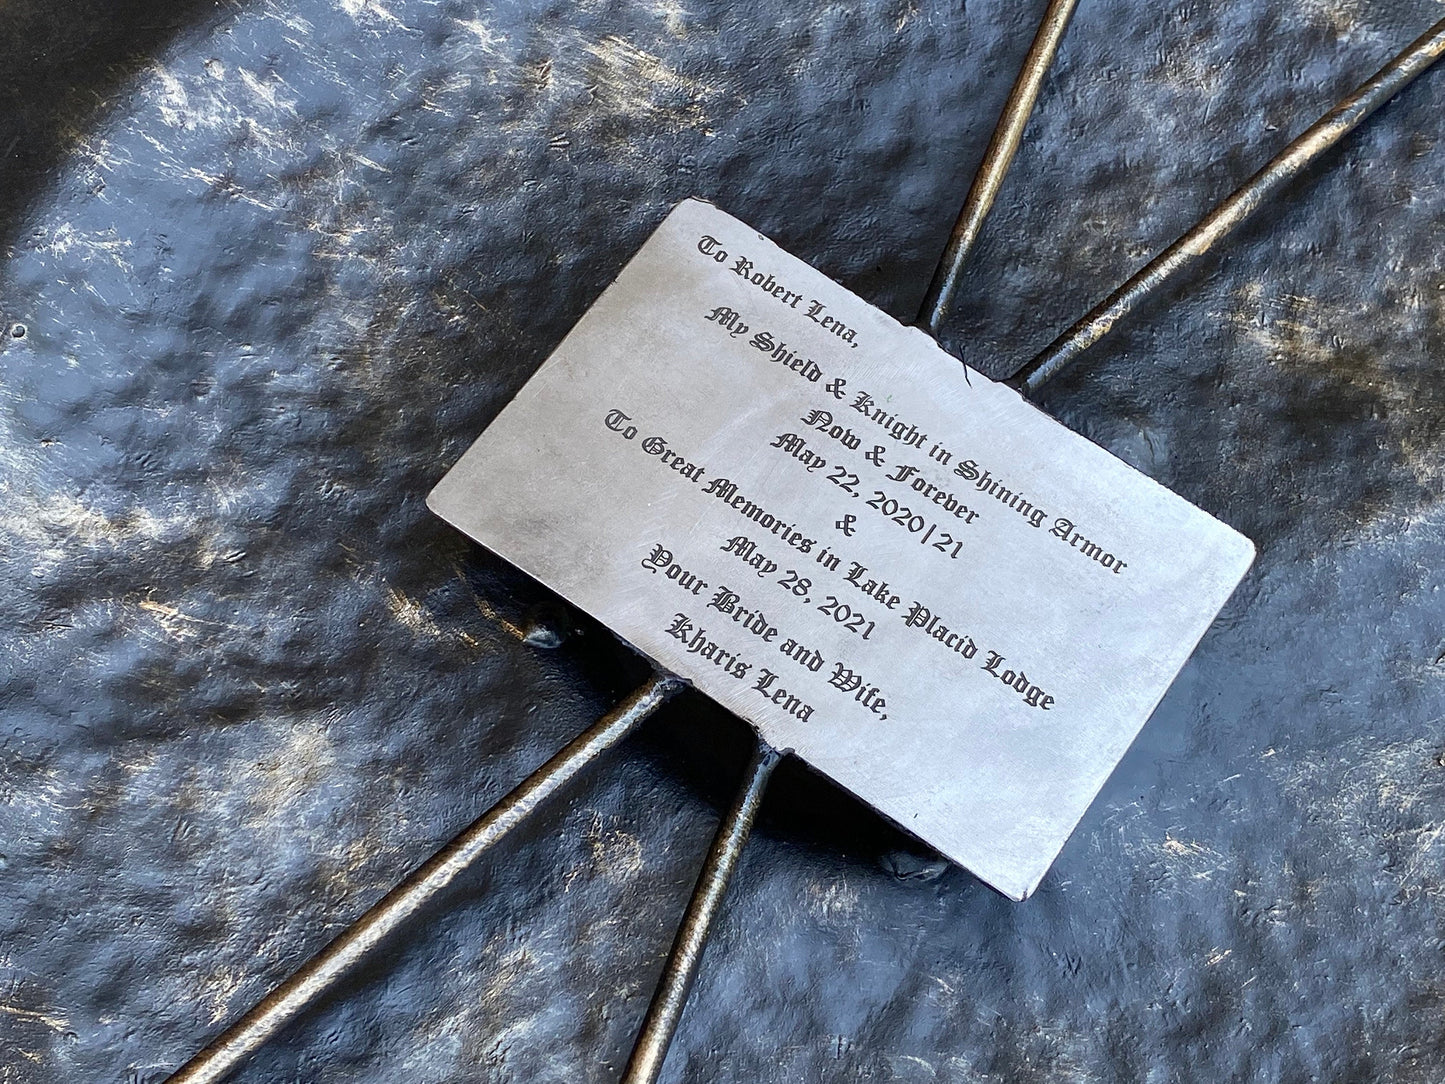 To Robert Lena,
My Shield & Knight in Shining Armor
Now & Forever
May 22, 2020|21
&
To Great Memories in Lake Placid Lodge
May 28, 2021
Your Bride and Wife,
Kharis Lena